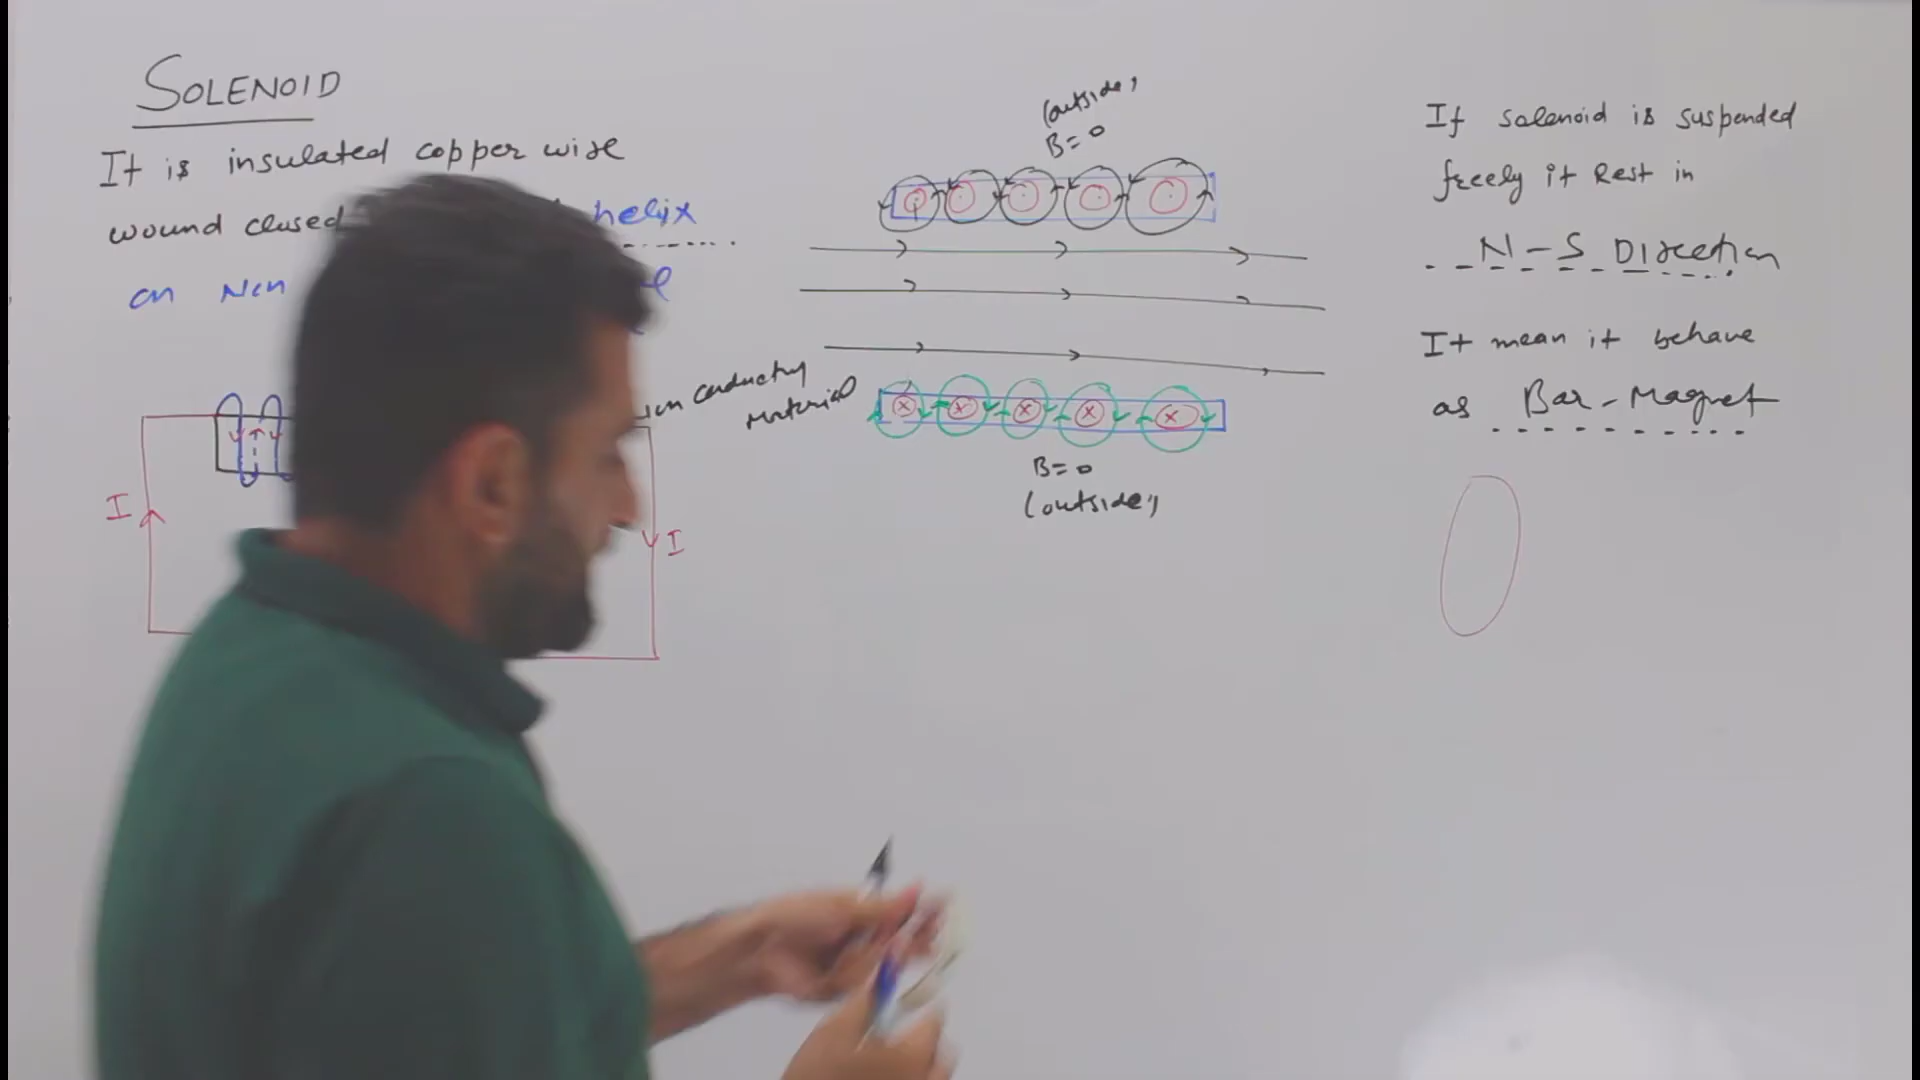 SOLENOID
It is insulated copper wire
wound closed helix
on Non
I
I
non conducting
Material
(outside)
B=0
B=0
(outside)
If solenoid is suspended
freely it Rest in
N-S Direction
It mean it behave
as Bar-Magnet